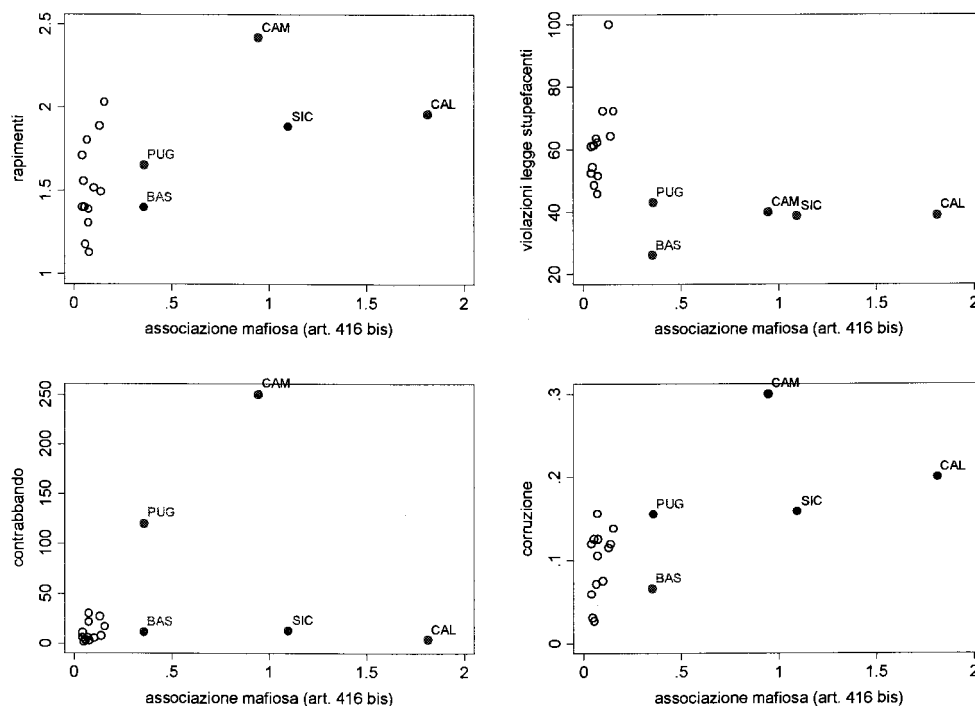 2.5
2
1.5
1
rapimenti
CAM
CAL
SIC
PUG
BAS
0 .5 1 1.5 2
associazione mafiosa (art. 416 bis)
100
80
60
40
20
violazioni legge stupefacenti
PUG
CAM
SIC
CAL
BAS
0 .5 1 1.5 2
associazione mafiosa (art. 416 bis)
250
200
150
100
50
0
contrabbando
CAM
PUG
BAS
SIC
CAL
0 .5 1 1.5 2
associazione mafiosa (art. 416 bis)
.3
.2
.1
0
corruzione
CAM
CAL
PUG
SIC
BAS
0 .5 1 1.5 2
associazione mafiosa (art. 416 bis)